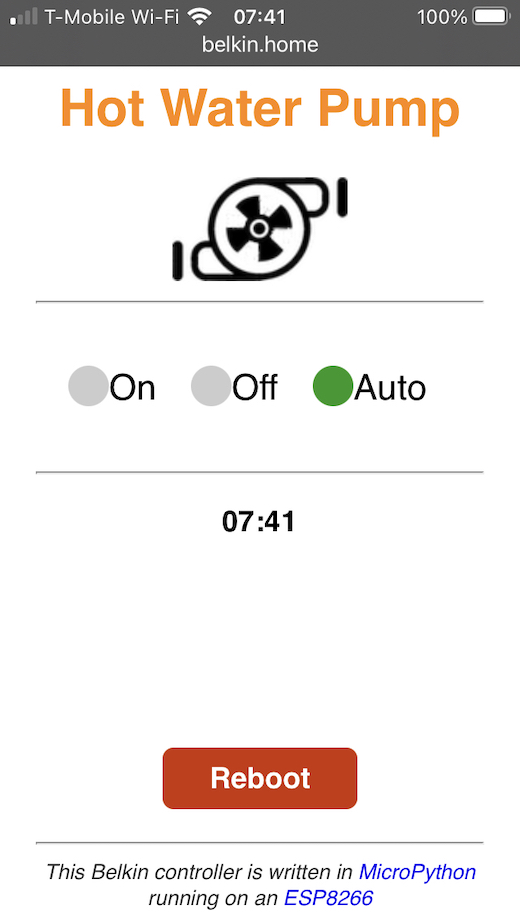 T-Mobile Wi-Fi 07:41 100%
belkin.home
Hot Water Pump
On Off Auto
07:41
Reboot
This Belkin controller is written in MicroPython
running on an ESP8266